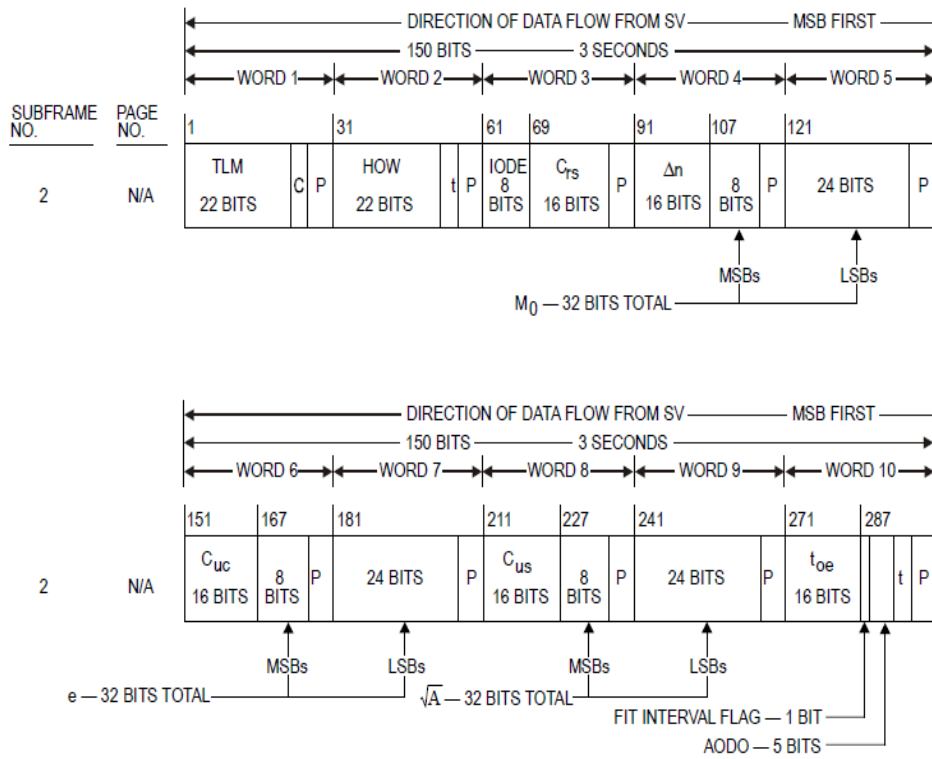 DIRECTION OF DATA FLOW FROM SV MSB FIRST
150 BITS 3 SECONDS
WORD 1 WORD 2 WORD 3 WORD 4 WORD 5
SUBFRAME NO. PAGE NO.
1 31 61 69 91 107 121
2 N/A
TLM 22 BITS C P HOW 22 BITS t P IODE 8 BITS Crs 16 BITS P Δn 16 BITS 8 BITS P 24 BITS P
MSBs LSBs
M0 — 32 BITS TOTAL
DIRECTION OF DATA FLOW FROM SV MSB FIRST
150 BITS 3 SECONDS
WORD 6 WORD 7 WORD 8 WORD 9 WORD 10
151 167 181 211 227 241 271 287
2 N/A
Cuc 16 BITS 8 BITS P 24 BITS P Cus 16 BITS 8 BITS P 24 BITS P toe 16 BITS t P
MSBs LSBs MSBs LSBs
e — 32 BITS TOTAL √A — 32 BITS TOTAL
FIT INTERVAL FLAG — 1 BIT
AODO — 5 BITS